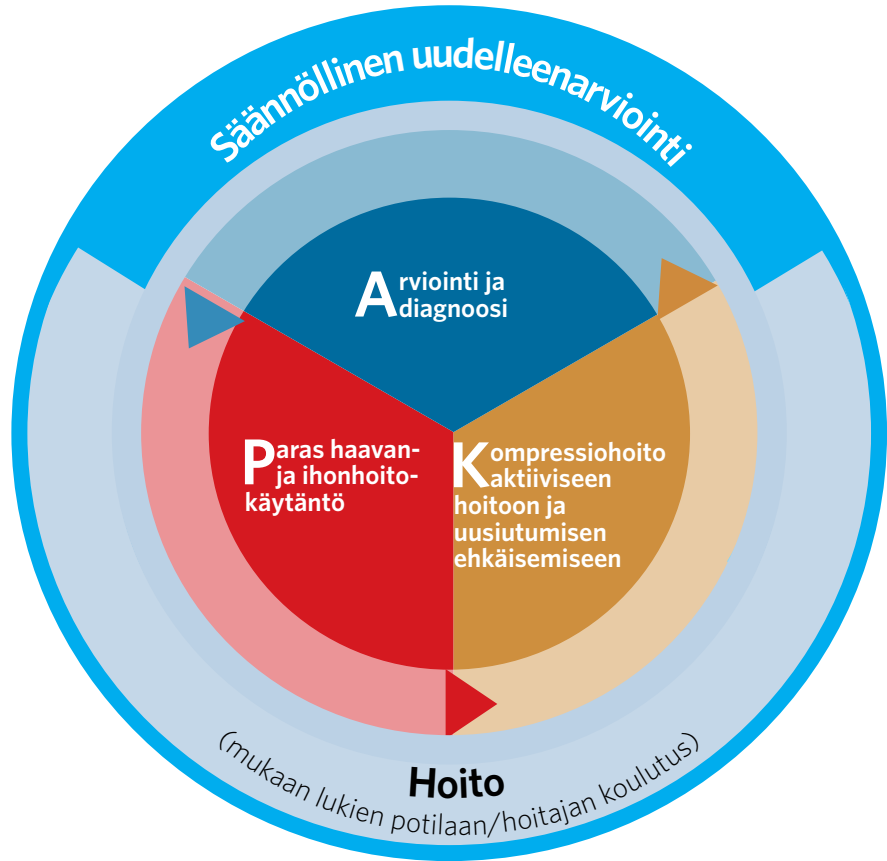 Säännöllinen uudelleenarviointi
Arviointi ja
diagnoosi
Paras haavan-
ja ihonhoito-
käytäntö
Kompressiohoito
aktiiviseen
hoitoon ja
uusiutumisen
ehkäisemiseen
Hoito
(mukaan lukien potilaan/hoitajan koulutus)